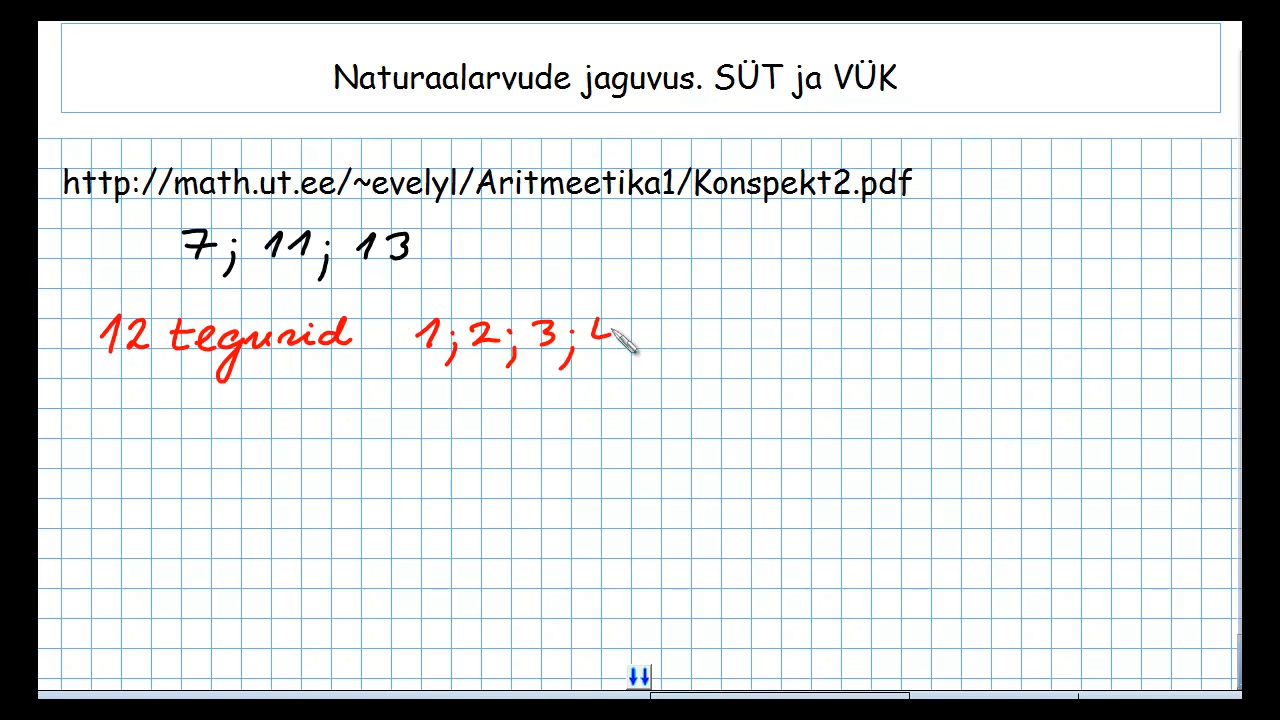 Naturaalarvude jaguvus. SÜT ja VÜK
http://math.ut.ee/~evelyl/Aritmeetika1/Konspekt2.pdf
7; 11; 13
12 tegurid 1; 2; 3; 4